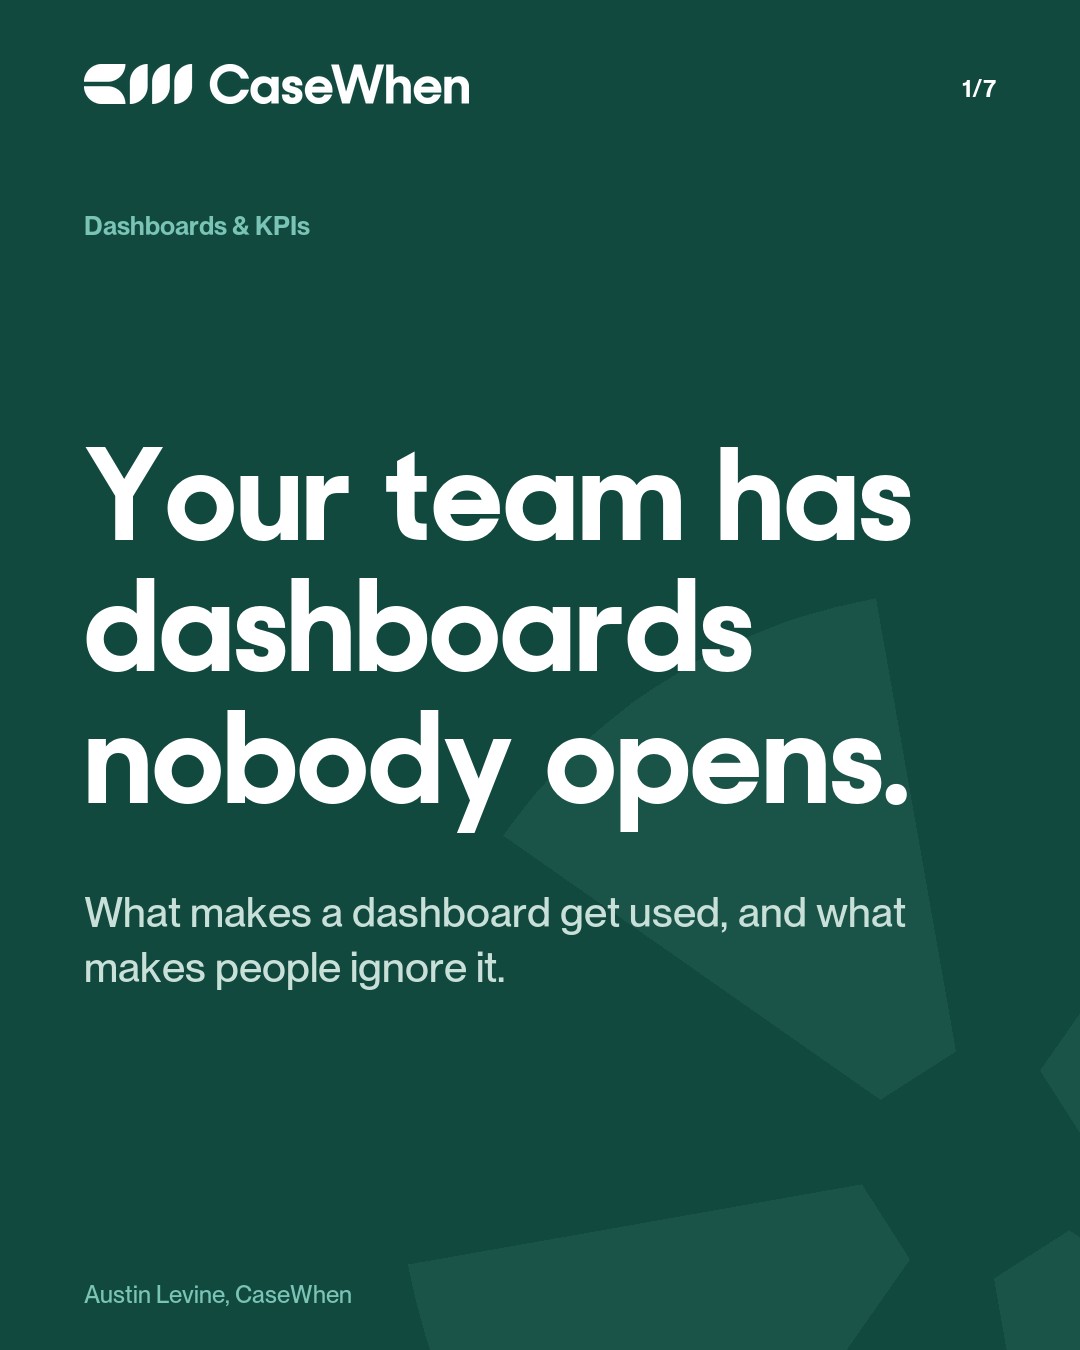 CaseWhen
1/7
Dashboards & KPIs
Your team has
dashboards
nobody opens.
What makes a dashboard get used, and what
makes people ignore it.
Austin Levine, CaseWhen